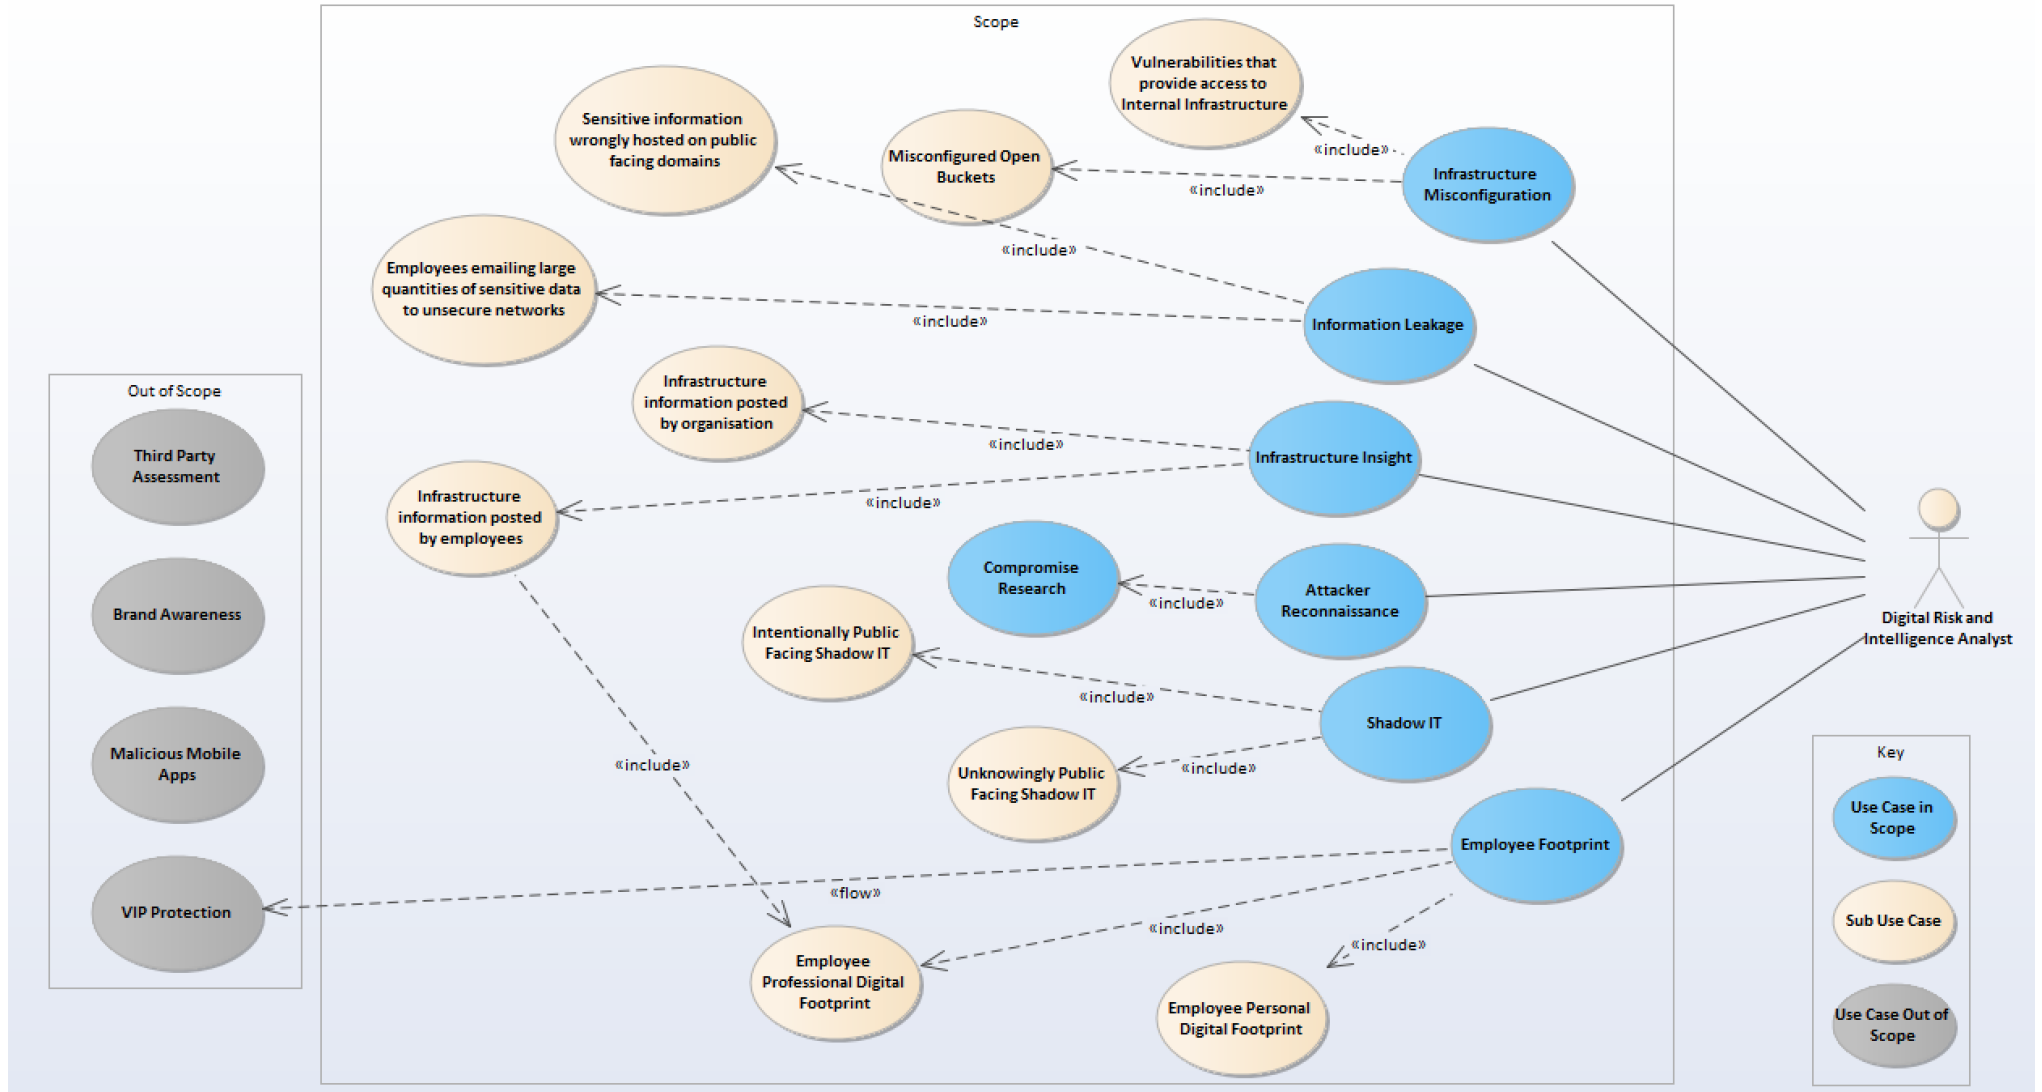 Scope
Vulnerabilities that
provide access to
Internal Infrastructure
Sensitive information
wrongly hosted on public
facing domains
Misconfigured Open
Buckets
«include»
Infrastructure
Misconfiguration
«include»
«include»
Employees emailing large
quantities of sensitive data
to unsecure networks
«include»
Information Leakage
Out of Scope
Third Party
Assessment
Brand Awareness
Malicious Mobile
Apps
VIP Protection
Infrastructure
information posted
by organisation
«include»
Infrastructure Insight
Infrastructure
information posted
by employees
«include»
Compromise
Research
«include»
Attacker
Reconnaissance
Intentionally Public
Facing Shadow IT
«include»
Shadow IT
Unknowingly Public
Facing Shadow IT
«include»
«include»
Employee Footprint
«flow»
«include»
«include»
Employee
Professional Digital
Footprint
Employee Personal
Digital Footprint
Digital Risk and
Intelligence Analyst
Key
Use Case in
Scope
Sub Use Case
Use Case Out of
Scope